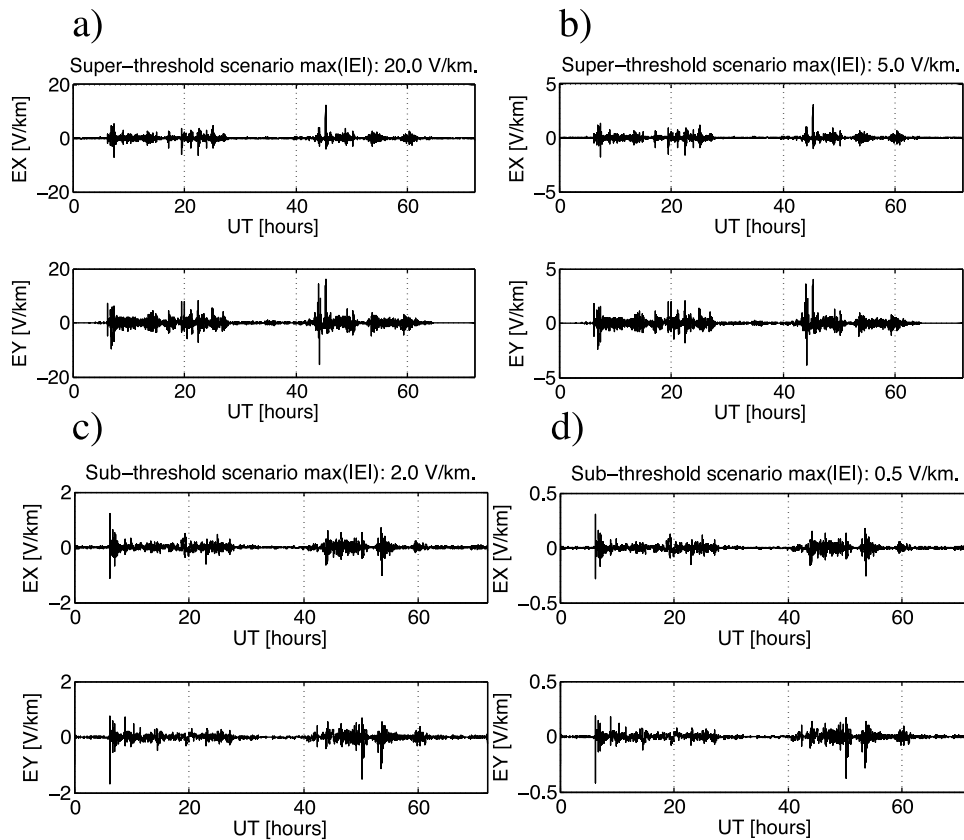 a)
Super-threshold scenario max(|E|): 20.0 V/km.
EX [V/km]
20
0
-20
0 20 40 60
UT [hours]
EY [V/km]
20
0
-20
0 20 40 60
UT [hours]
b)
Super-threshold scenario max(|E|): 5.0 V/km.
EX [V/km]
5
0
-5
0 20 40 60
UT [hours]
EY [V/km]
5
0
-5
0 20 40 60
UT [hours]
c)
Sub-threshold scenario max(|E|): 2.0 V/km.
EX [V/km]
2
0
-2
0 20 40 60
UT [hours]
EY [V/km]
2
0
-2
0 20 40 60
UT [hours]
d)
Sub-threshold scenario max(|E|): 0.5 V/km.
EX [V/km]
0.5
0
-0.5
0 20 40 60
UT [hours]
EY [V/km]
0.5
0
-0.5
0 20 40 60
UT [hours]